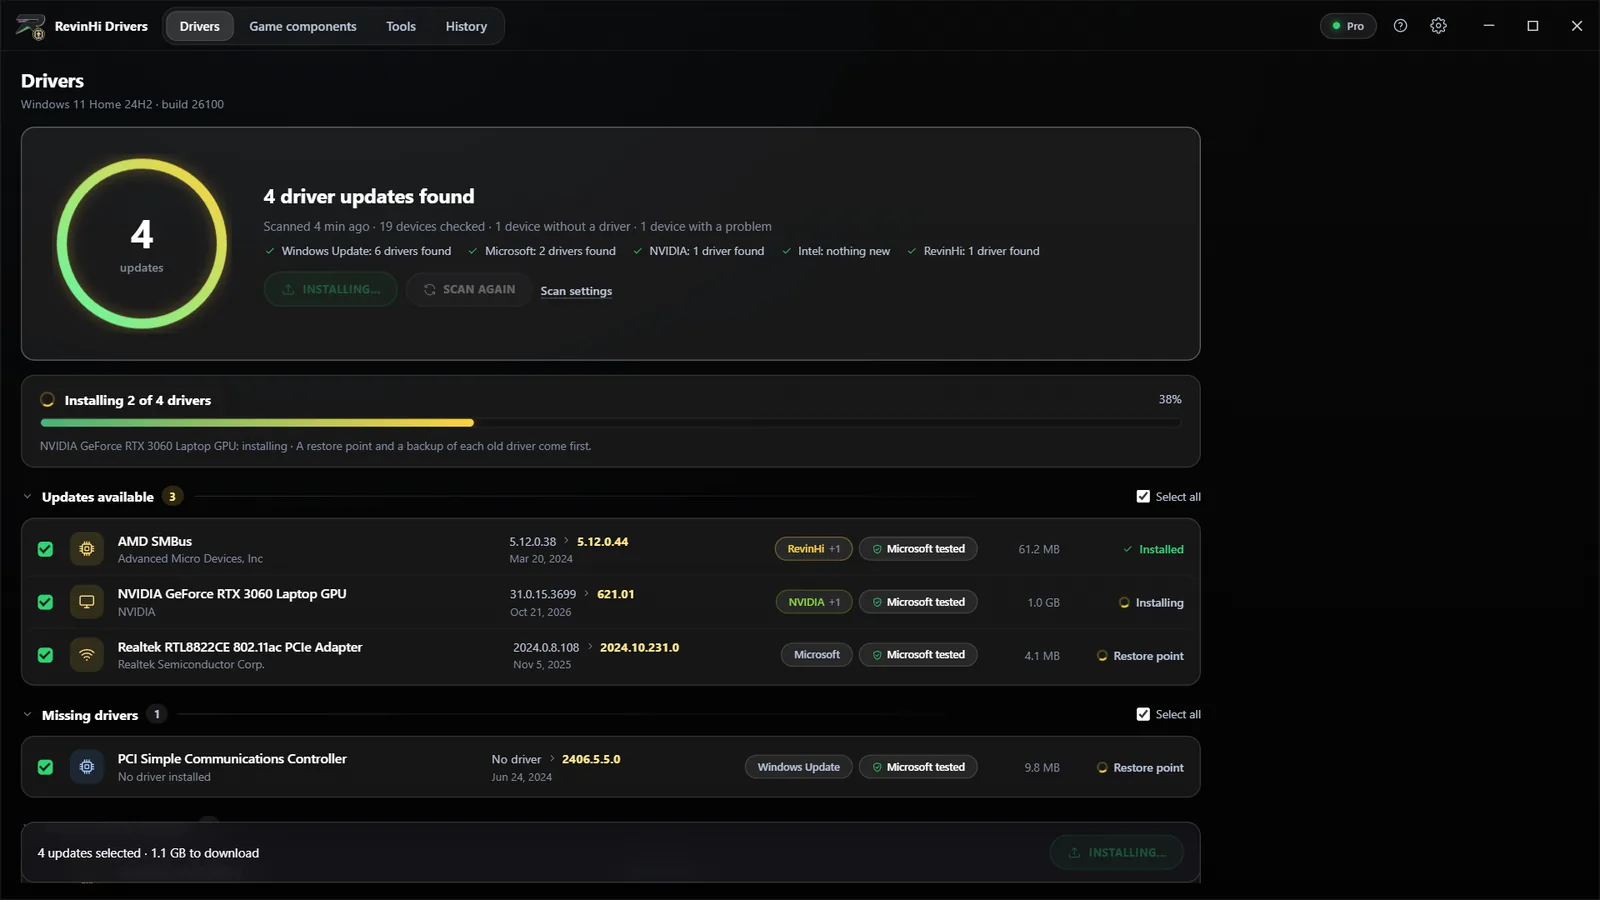 RevinHi Drivers
Drivers
Game components
Tools
History
Pro
Drivers
Windows 11 Home 24H2 · build 26100
4
updates
4 driver updates found
Scanned 4 min ago · 19 devices checked · 1 device without a driver · 1 device with a problem
Windows Update: 6 drivers found
Microsoft: 2 drivers found
NVIDIA: 1 driver found
Intel: nothing new
RevinHi: 1 driver found
INSTALLING...
SCAN AGAIN
Scan settings
Installing 2 of 4 drivers
38%
NVIDIA GeForce RTX 3060 Laptop GPU: installing · A restore point and a backup of each old driver come first.
Updates available 3
Select all
AMD SMBus
Advanced Micro Devices, Inc
5.12.0.38 › 5.12.0.44
Mar 20, 2024
RevinHi +1
Microsoft tested
61.2 MB
Installed
NVIDIA GeForce RTX 3060 Laptop GPU
NVIDIA
31.0.15.3699 › 621.01
Oct 21, 2026
NVIDIA +1
Microsoft tested
1.0 GB
Installing
Realtek RTL8822CE 802.11ac PCIe Adapter
Realtek Semiconductor Corp.
2024.0.8.108 › 2024.10.231.0
Nov 5, 2025
Microsoft
Microsoft tested
4.1 MB
Restore point
Missing drivers 1
Select all
PCI Simple Communications Controller
No driver installed
No driver › 2406.5.5.0
Jun 24, 2024
Windows Update
Microsoft tested
9.8 MB
Restore point
4 updates selected · 1.1 GB to download
INSTALLING...